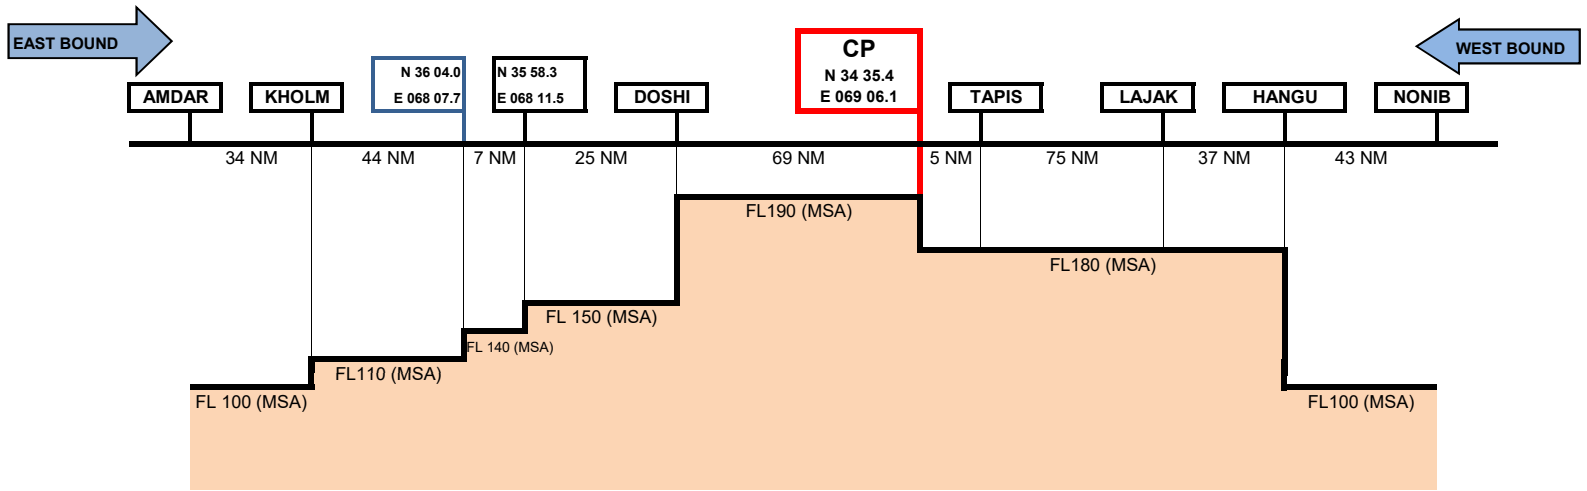 EAST BOUND
CP
WEST BOUND
N 36 04.0
N 35 58.3
N 34 35.4
E 068 07.7
E 068 11.5
E 069 06.1
AMDAR
KHOLM
DOSHI
TAPIS
LAJAK
HANGU
NONIB
34 NM
44 NM
7 NM
25 NM
69 NM
5 NM
75 NM
37 NM
43 NM
FL190 (MSA)
FL180 (MSA)
FL 150 (MSA)
FL 140 (MSA)
FL110 (MSA)
FL 100 (MSA)
FL100 (MSA)